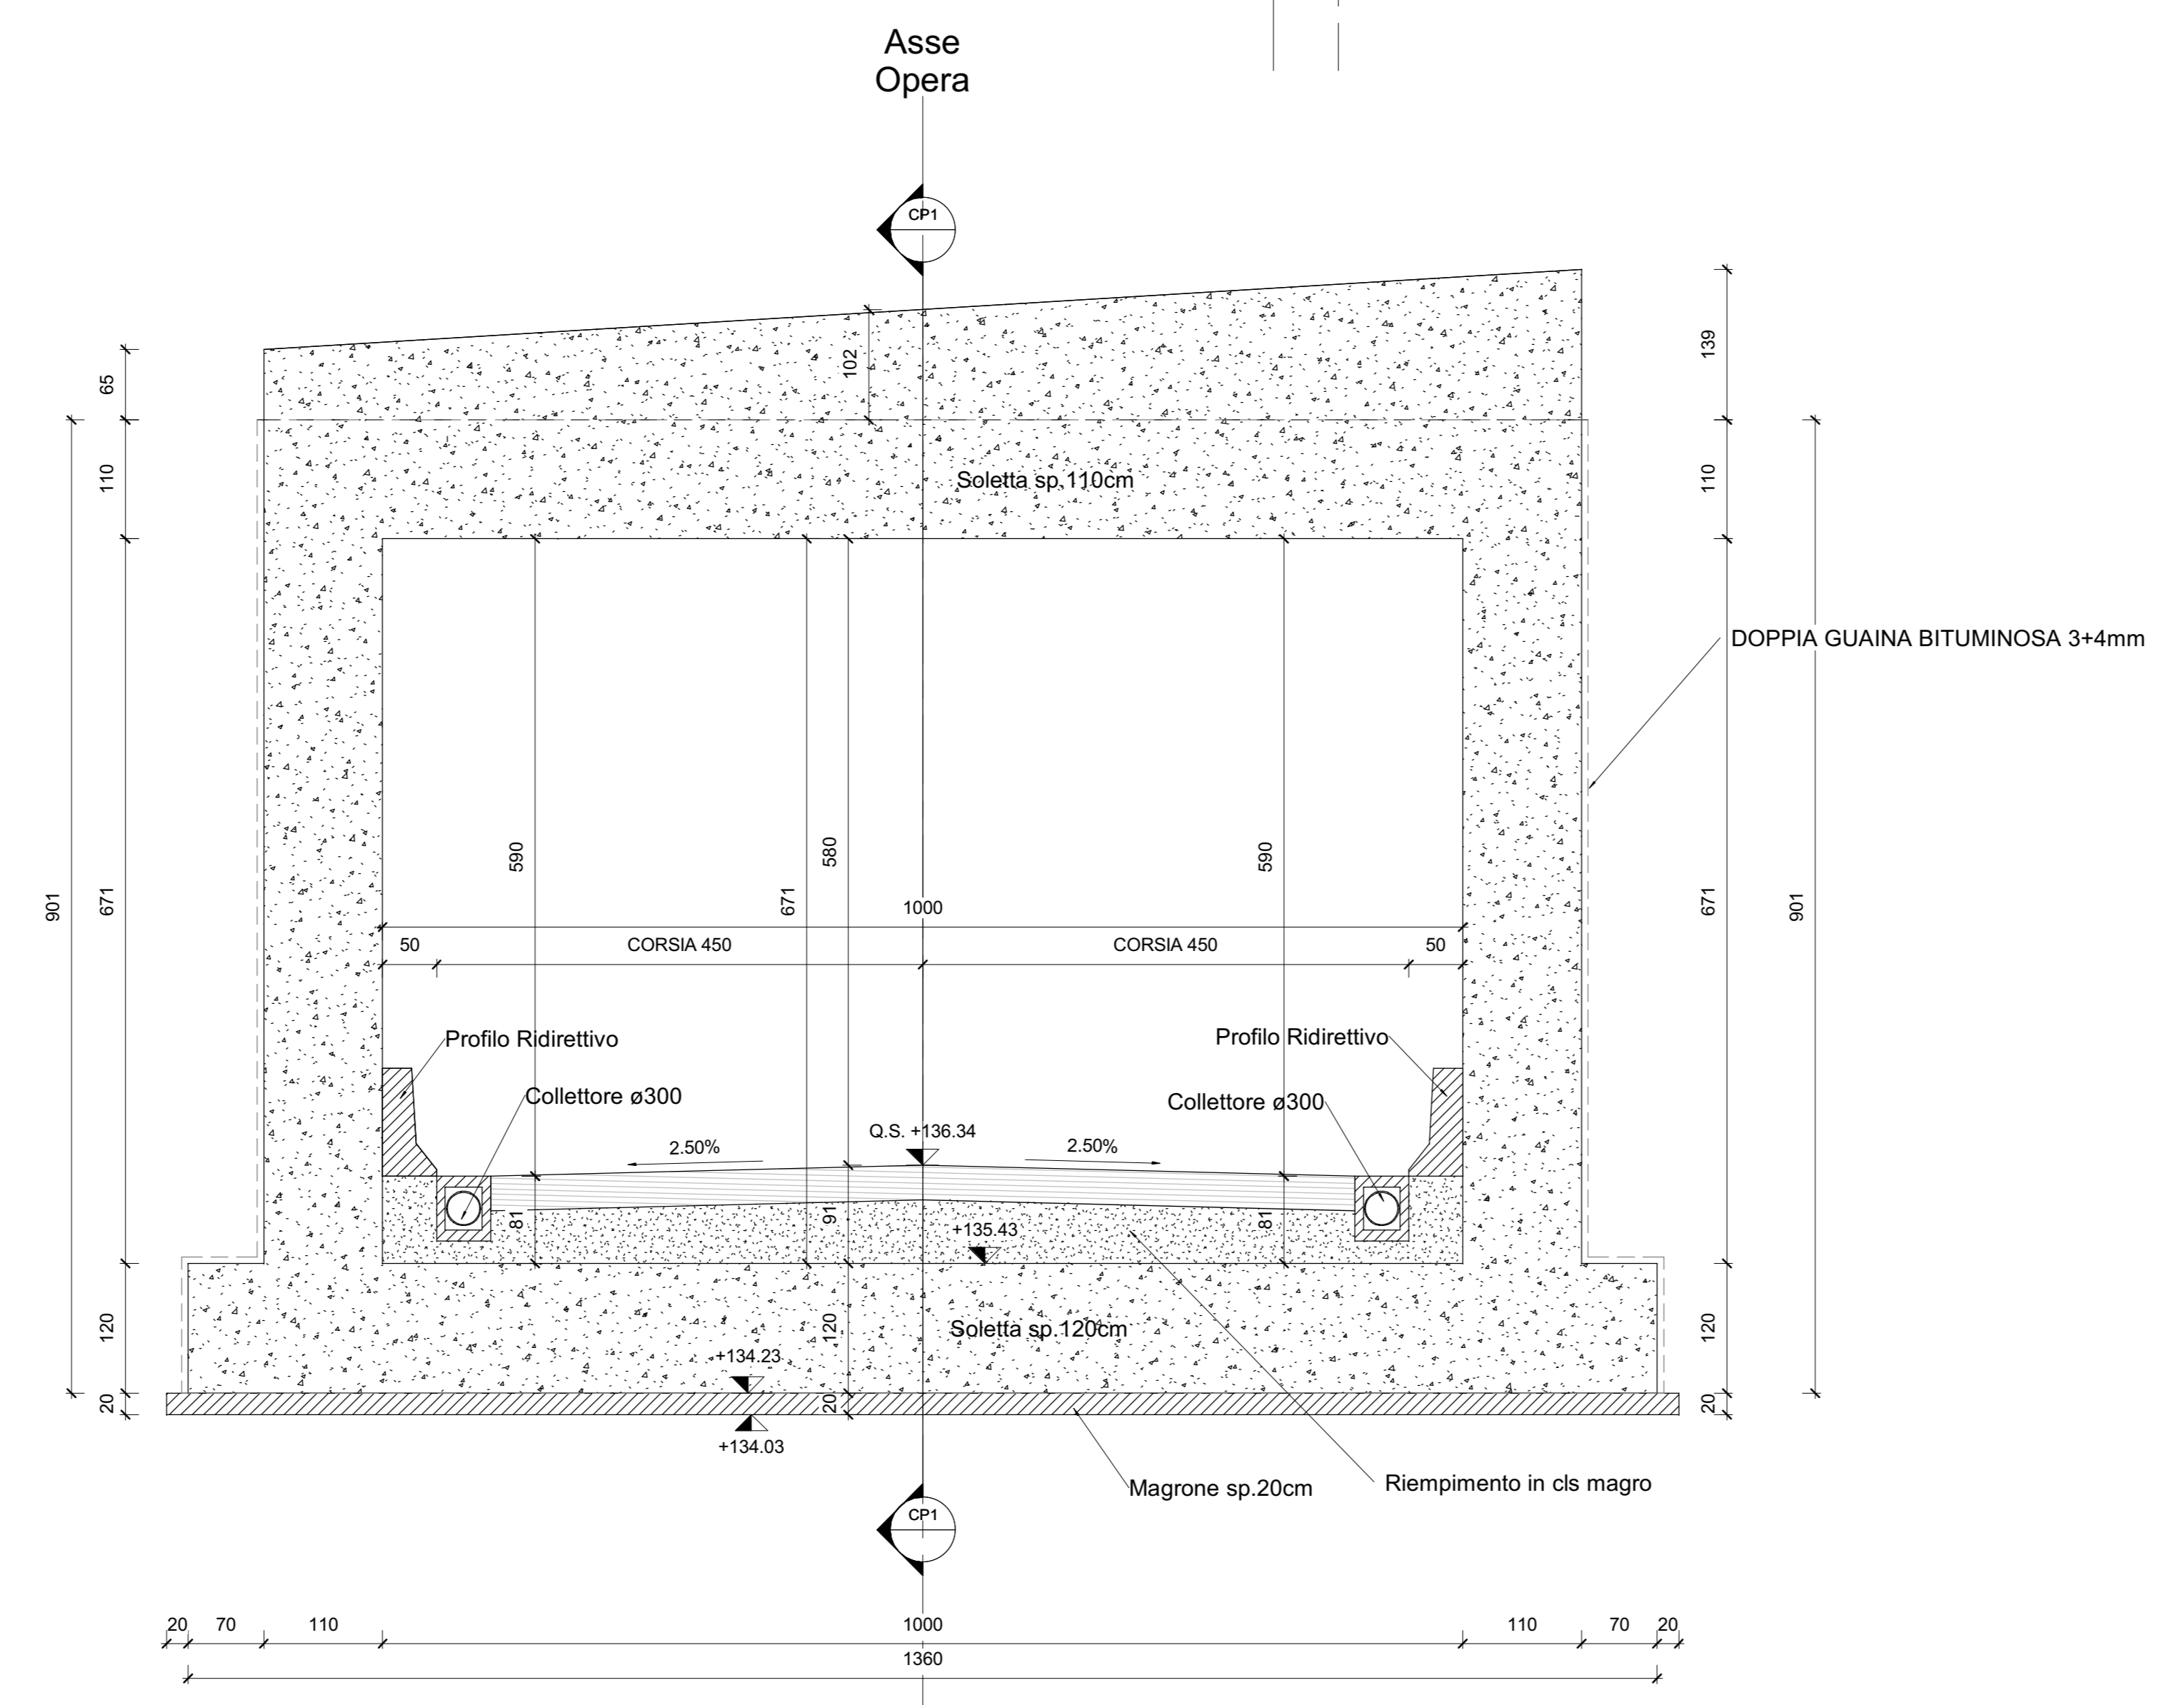 Asse
Opera
CP1
139
102
65
110
110
Soletta sp.110cm
DOPPIA GUAINA BITUMINOSA 3+4mm
590
580
590
901
671
671
671
901
1000
50
CORSIA 450
CORSIA 450
50
Profilo Ridirettivo
Profilo Ridirettivo
Collettore ø300
Collettore ø300
Q.S. +136.34
2.50%
2.50%
81
91
81
+135.43
120
120
Soletta sp.120cm
120
+134.23
20
20
20
+134.03
Magrone sp.20cm
Riempimento in cls magro
CP1
20
70
110
1000
110
70
20
1360